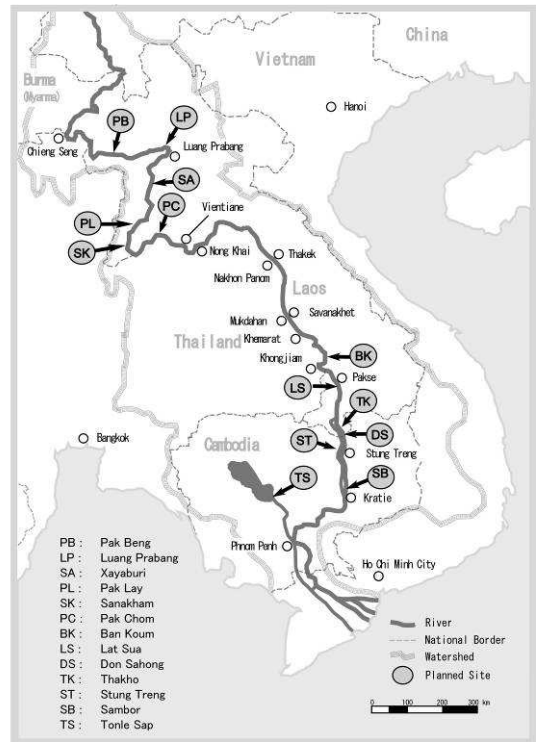 China
Vietnam
Burma
(Myanma)
Hanoi
PB
LP
Chieng Seng
Luang Prabang
SA
PC
PL
Vientiane
SK
Nong Khai
Thakek
Nakhon Panom
Laos
Savanakhet
Mukdahan
Thailand
Khemarat
Khongjiam
BK
LS
Pakse
TK
Bangkok
Cambodia
ST
DS
Stung Treng
TS
SB
Kratie
Phnom Panh
Ho Chi Minh City
PB : Pak Beng
LP : Luang Prabang
SA : Xayaburi
PL : Pak Lay
SK : Sanakham
PC : Pak Chom
BK : Ban Koum
LS : Lat Sua
DS : Don Sahong
TK : Thakho
ST : Stung Treng
SB : Sambor
TS : Tonle Sap
River
National Border
Watershed
Planned Site
0 100 200 300 km